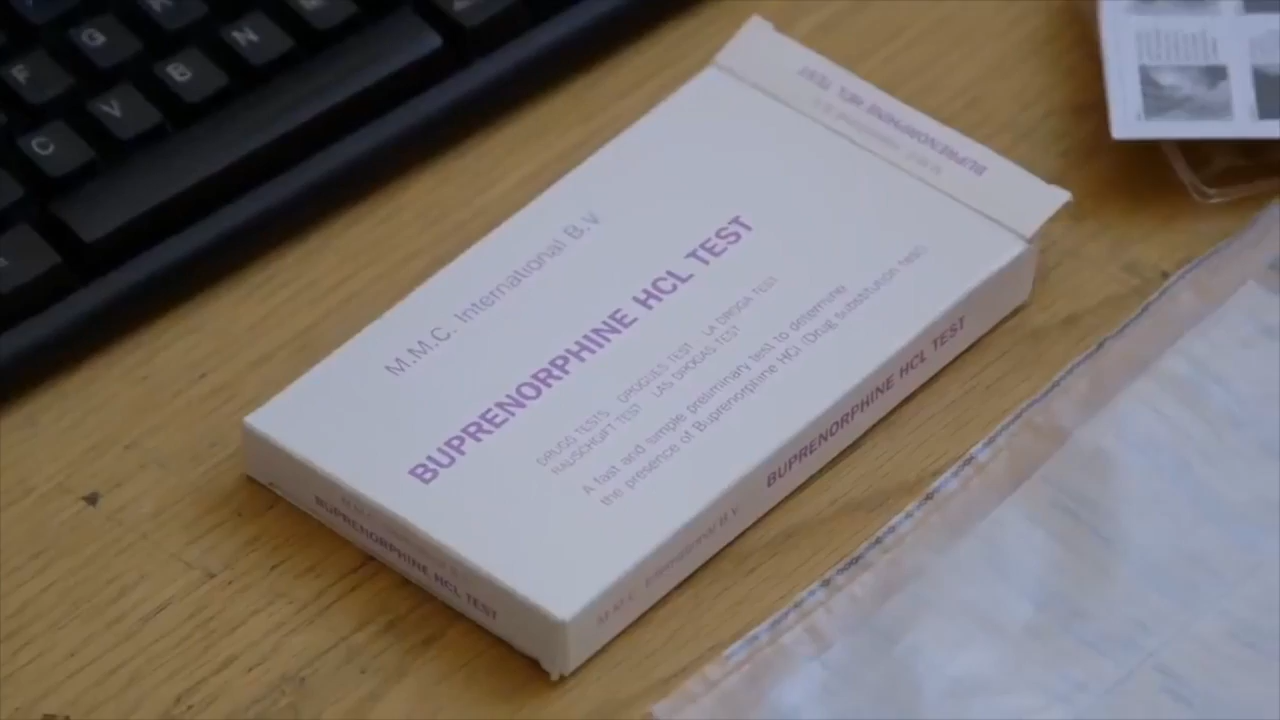 G
N
F
B
V
C
M.M.C. International B.V
BUPRENORPHINE HCL TEST
DRUGO TESTS DROGUES TEST LA DROGA TEST
RAUSCHGIFT TEST LAS DROGAS TEST
A fast and simple preliminary test to determine
the presence of Buprenorphine HCl (Drug substitution test)
BUPRENORPHINE HCL TEST
BUPRENORPHINE HCL TEST
International B.V.
BUPRENORPHINE HCL TEST